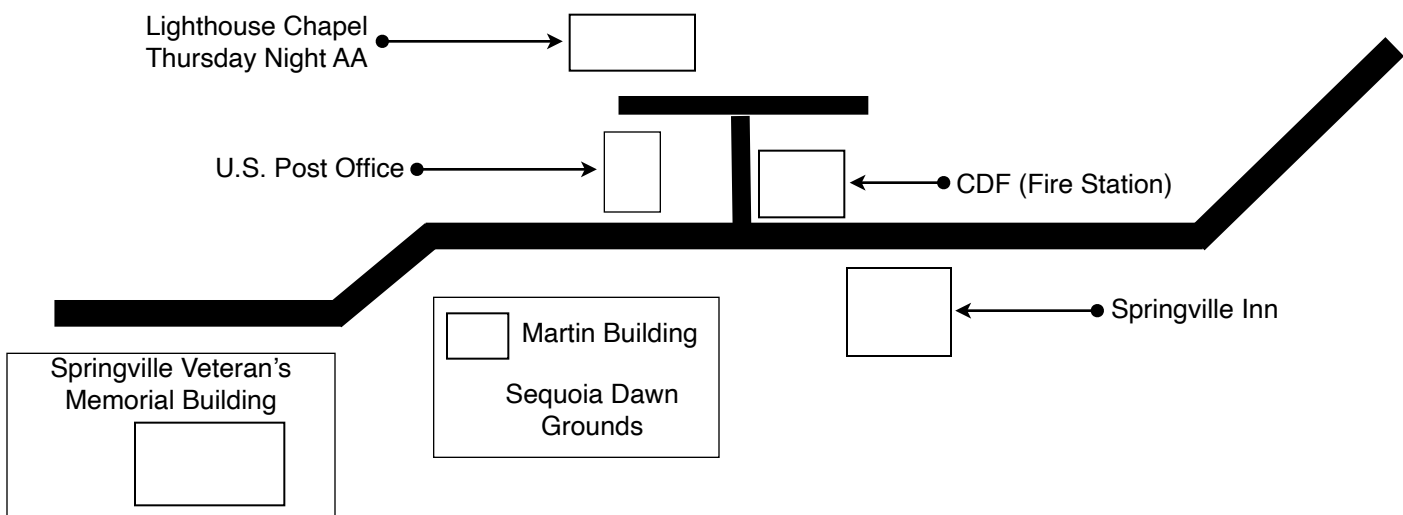 Lighthouse Chapel
Thursday Night AA
U.S. Post Office
CDF (Fire Station)
Springville Inn
Martin Building
Sequoia Dawn
Grounds
Springville Veteran's
Memorial Building